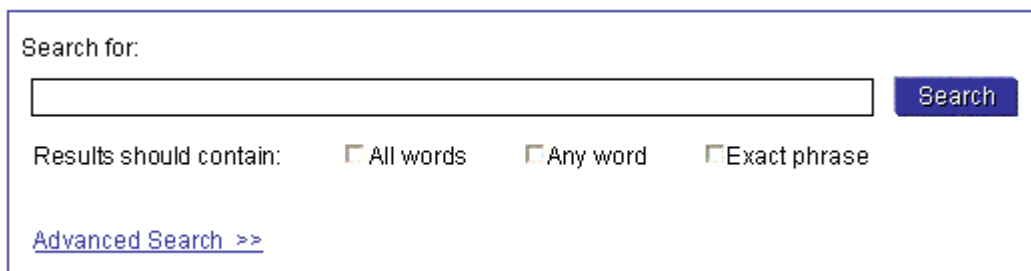 Search for:
Search
Results should contain: All words Any word Exact phrase
Advanced Search >>